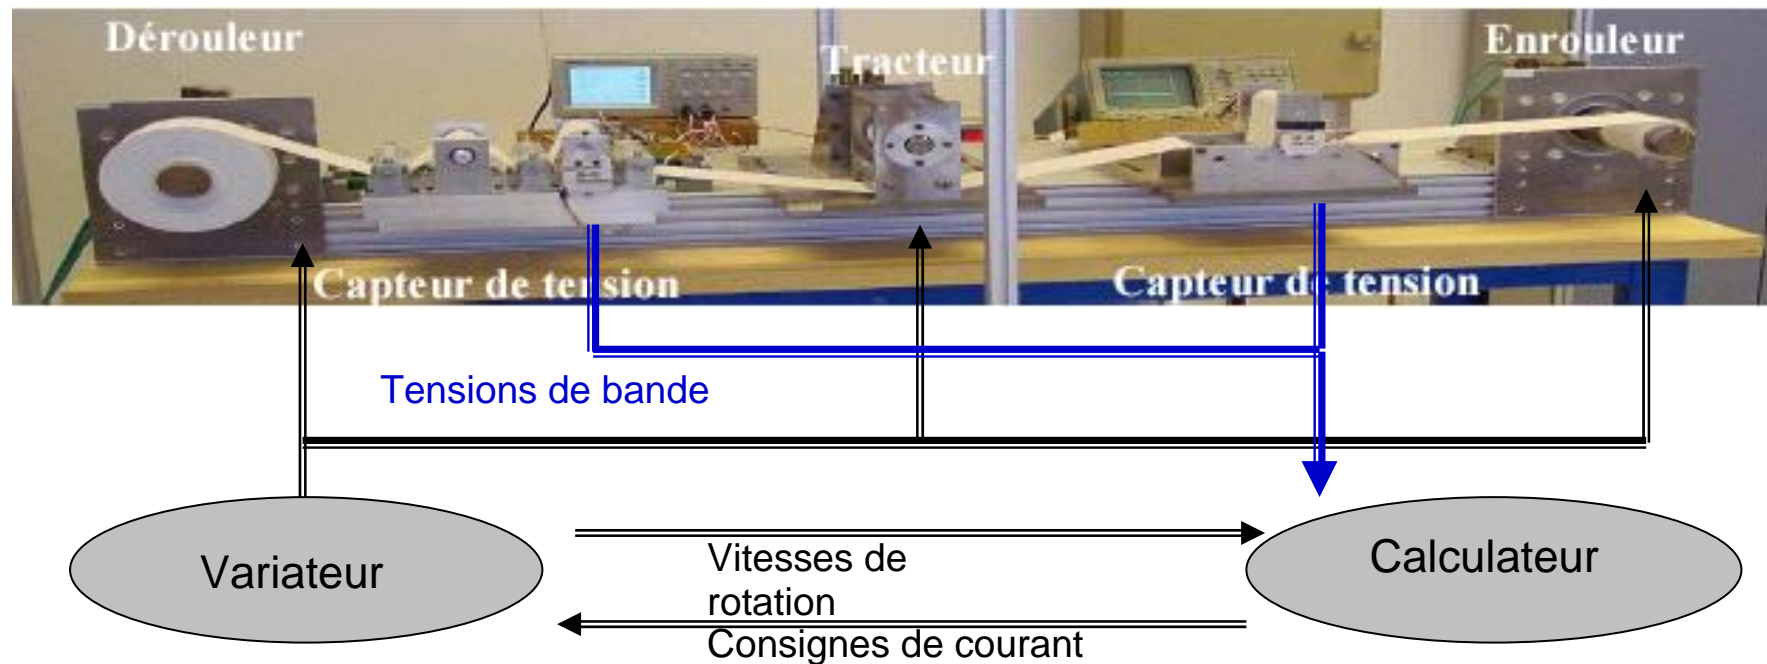 Dérouleur
Tracteur
Enrouleur
Capteur de tension
Capteur de tension
Tensions de bande
Variateur
Vitesses de
rotation
Consignes de courant
Calculateur